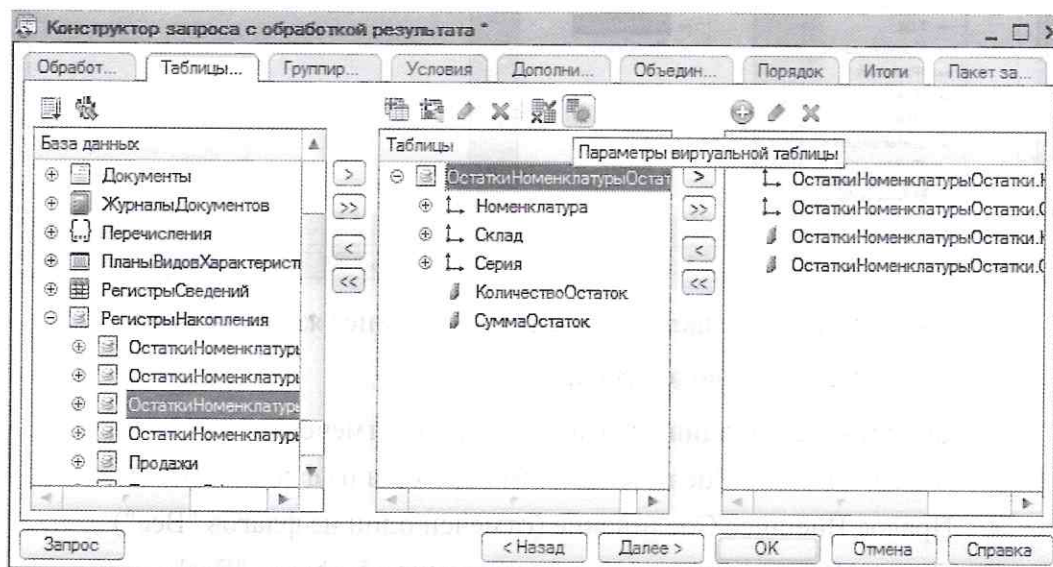 Конструктор запроса с обработкой результата *
Обработ... Таблицы... Группир... Условия Дополни... Объедин... Порядок Итоги Пакет за...
База данных
Документы
ЖурналыДокументов
Перечисления
ПланыВидовХарактерист
РегистрыСведений
РегистрыНакопления
ОстаткиНоменклатуры
ОстаткиНоменклатуры
ОстаткиНоменклатуры
ОстаткиНоменклатуры
Продажи
> >> < <<
Таблицы
Параметры виртуальной таблицы
ОстаткиНоменклатурыОстат
Номенклатура
Склад
Серия
КоличествоОстаток
СуммаОстаток
> >> < <<
ОстаткиНоменклатурыОстатки.Н
ОстаткиНоменклатурыОстатки.С
ОстаткиНоменклатурыОстатки.К
ОстаткиНоменклатурыОстатки.С
Запрос < Назад Далее > OK Отмена Справка